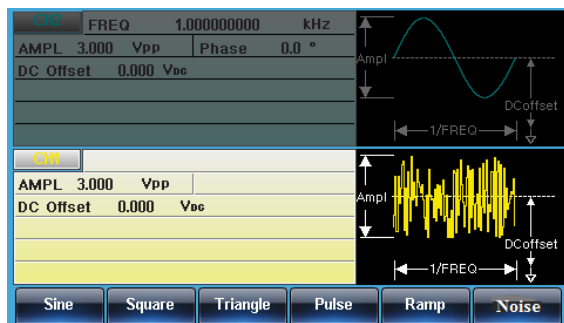 CH2 FREQ 1.000000000 kHz
AMPL 3.000 Vpp Phase 0.0 °
DC Offset 0.000 VDC
Ampl
DCoffset
1/FREQ
CH1
AMPL 3.000 Vpp
DC Offset 0.000 VDC
Ampl
DCoffset
1/FREQ
Sine Square Triangle Pulse Ramp Noise